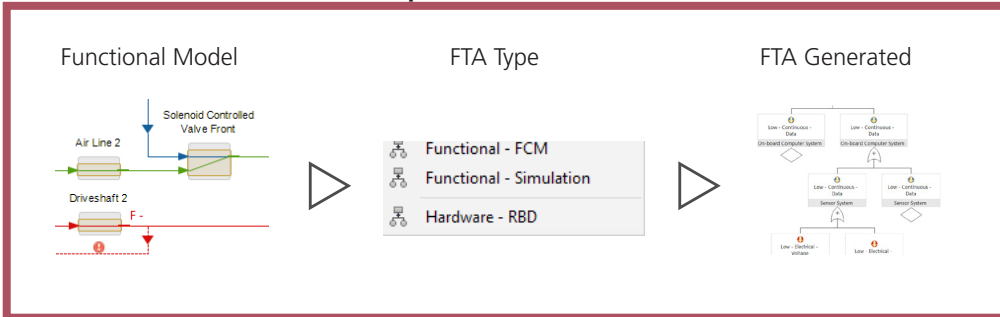 Functional Model
FTA Type
FTA Generated
Solenoid Controlled
Valve Front
Air Line 2
Driveshaft 2
F -
Functional - FCM
Functional - Simulation
Hardware - RBD
Low - Continuous -
Data
On-board Computer System
Low - Continuous -
Data
On-board Computer System
Low - Continuous -
Data
Sensor System
Low - Continuous -
Data
Sensor System
Low - Electrical -
Voltage
Low - Electrical -